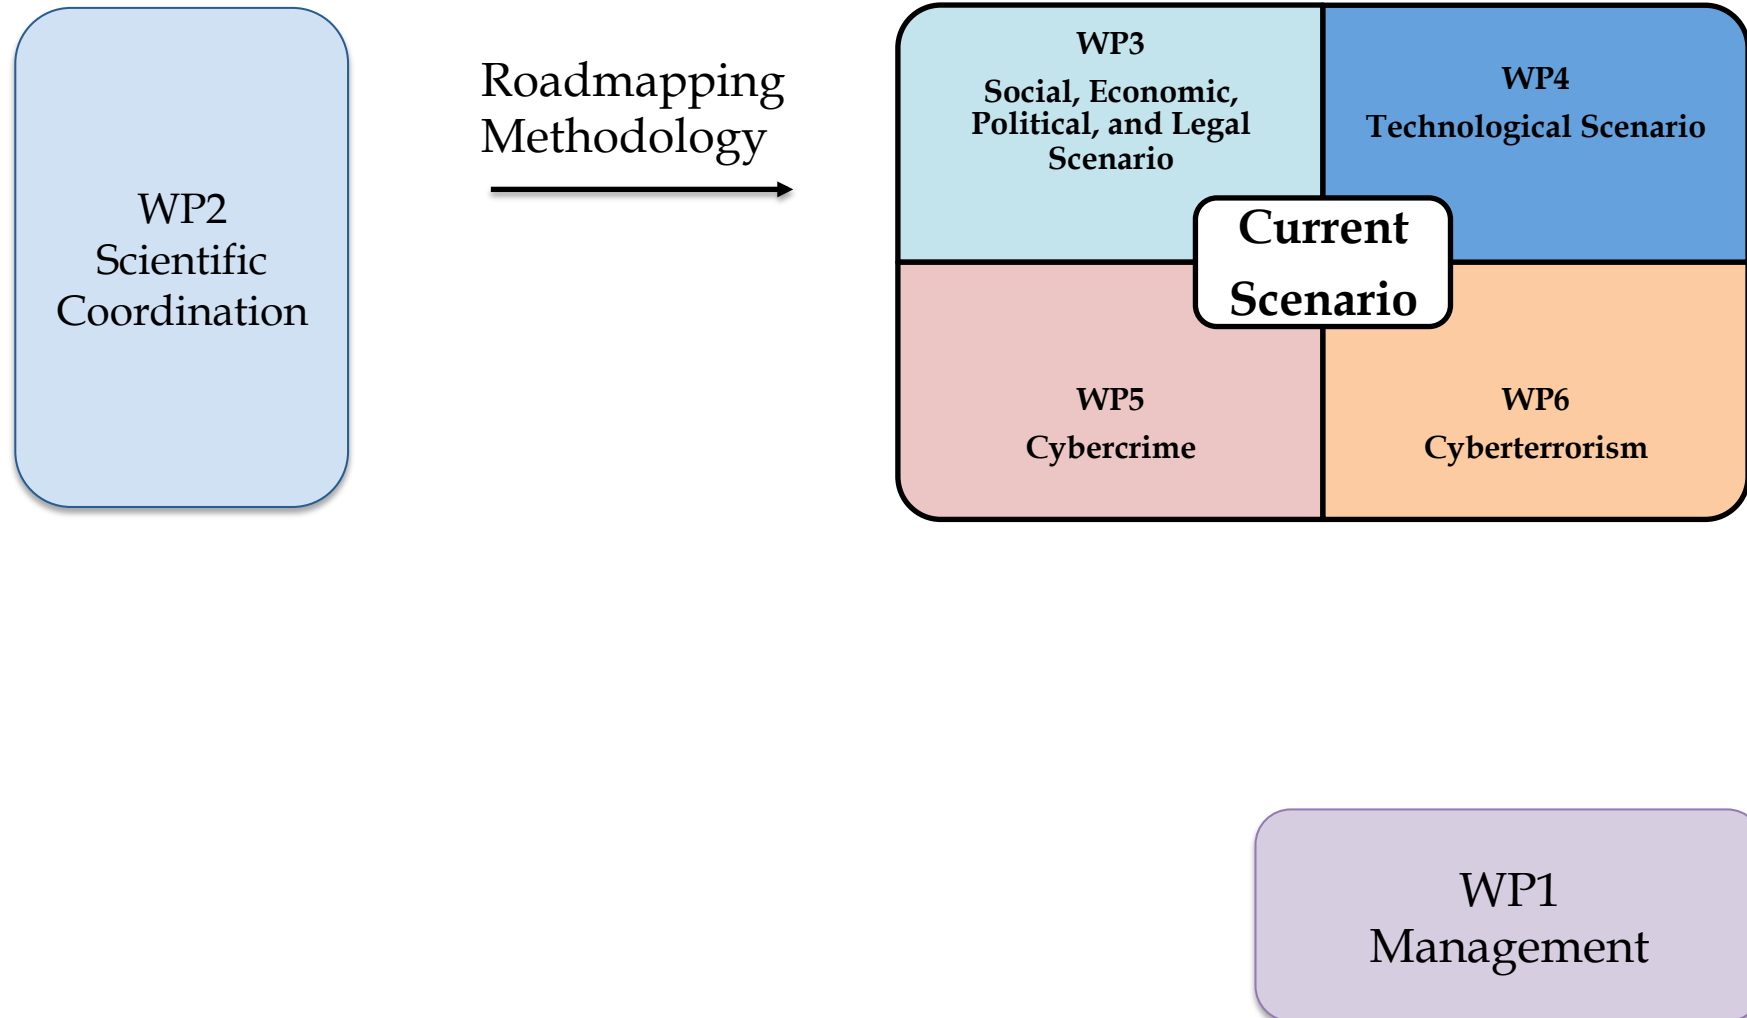 WP2
Scientific
Coordination
Roadmapping
Methodology
WP3
Social, Economic,
Political, and Legal
Scenario
WP4
Technological Scenario
Current
Scenario
WP5
Cybercrime
WP6
Cyberterrorism
WP1
Management